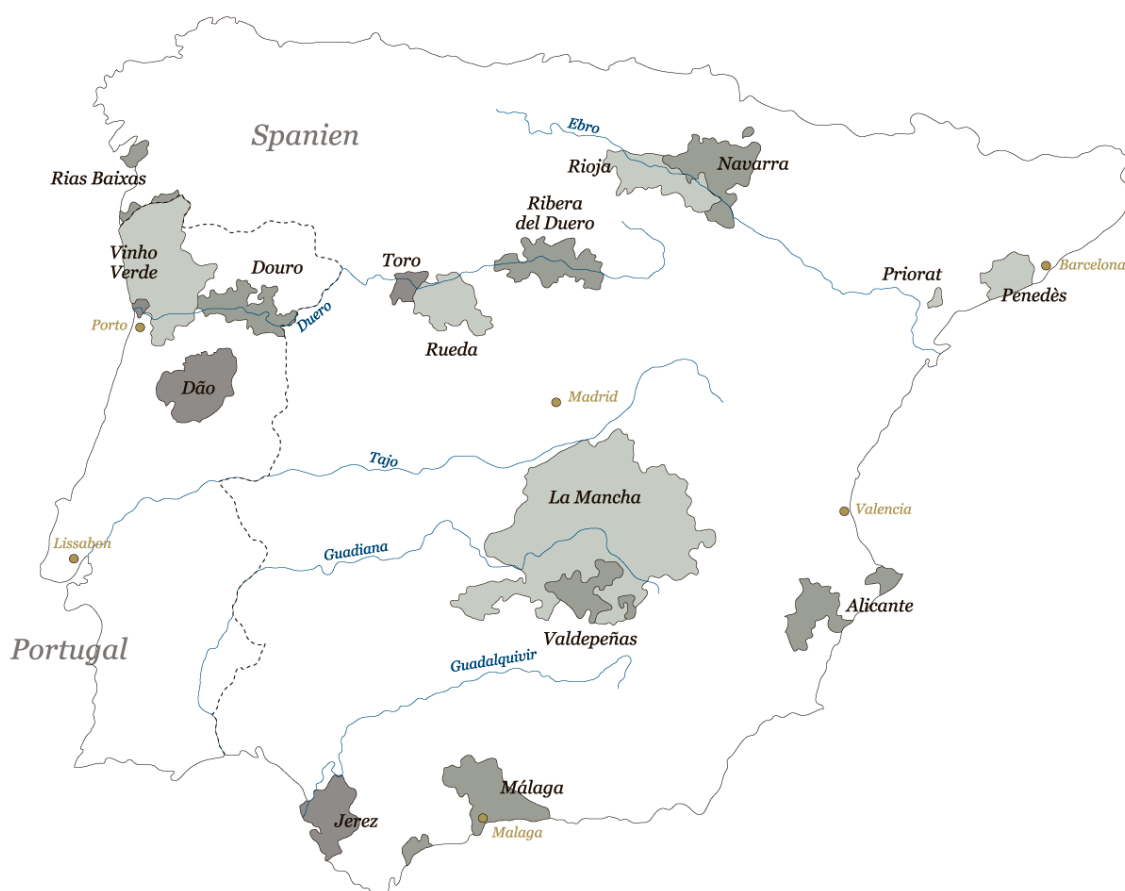 Ebro
Spanien
Rioja
Navarra
Rias Baixas
Ribera
del Duero
Vinho
Verde
Douro
Toro
Priorat
Barcelona
Penedès
Duero
Porto
Rueda
Dão
Madrid
Tajo
La Mancha
Valencia
Lissabon
Guadiana
Alicante
Valdepeñas
Portugal
Guadalquivir
Málaga
Jerez
Malaga